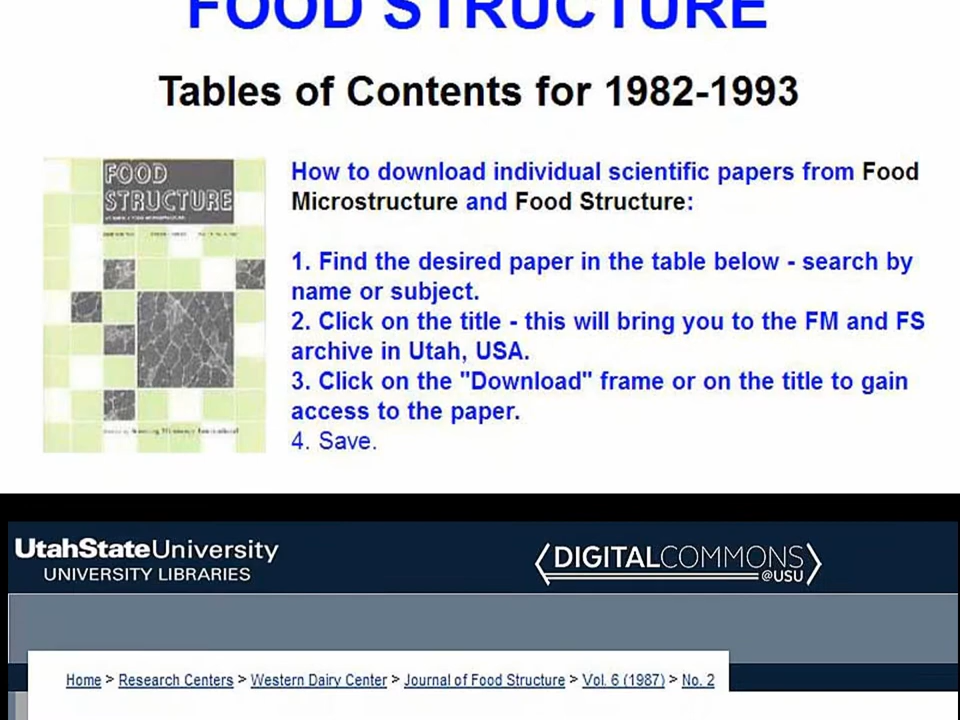 FOOD STRUCTURE
Tables of Contents for 1982-1993
FOOD
STRUCTURE
How to download individual scientific papers from Food
Microstructure and Food Structure:
1. Find the desired paper in the table below - search by
name or subject.
2. Click on the title - this will bring you to the FM and FS
archive in Utah, USA.
3. Click on the "Download" frame or on the title to gain
access to the paper.
4. Save.
UtahStateUniversity
UNIVERSITY LIBRARIES
DIGITALCOMMONS
@USU
Home > Research Centers > Western Dairy Center > Journal of Food Structure > Vol. 6 (1987) > No. 2